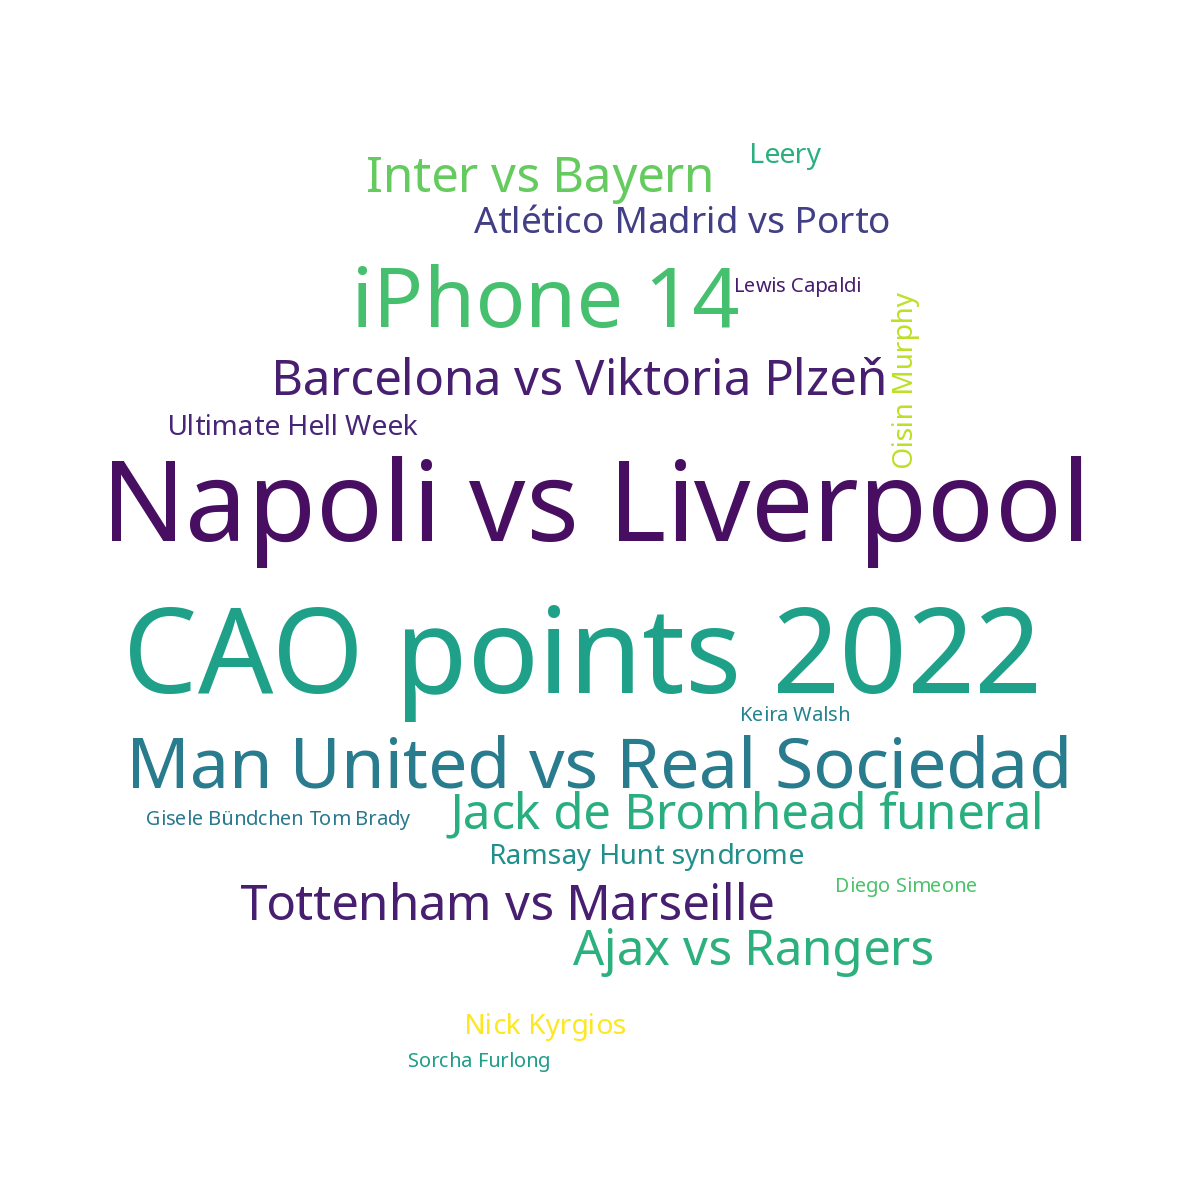 Leery
Inter vs Bayern
Atlético Madrid vs Porto
iPhone 14
Lewis Capaldi
Oisin Murphy
Barcelona vs Viktoria Plzeň
Ultimate Hell Week
Napoli vs Liverpool
CAO points 2022
Keira Walsh
Man United vs Real Sociedad
Jack de Bromhead funeral
Gisele Bündchen Tom Brady
Ramsay Hunt syndrome
Diego Simeone
Tottenham vs Marseille
Ajax vs Rangers
Nick Kyrgios
Sorcha Furlong